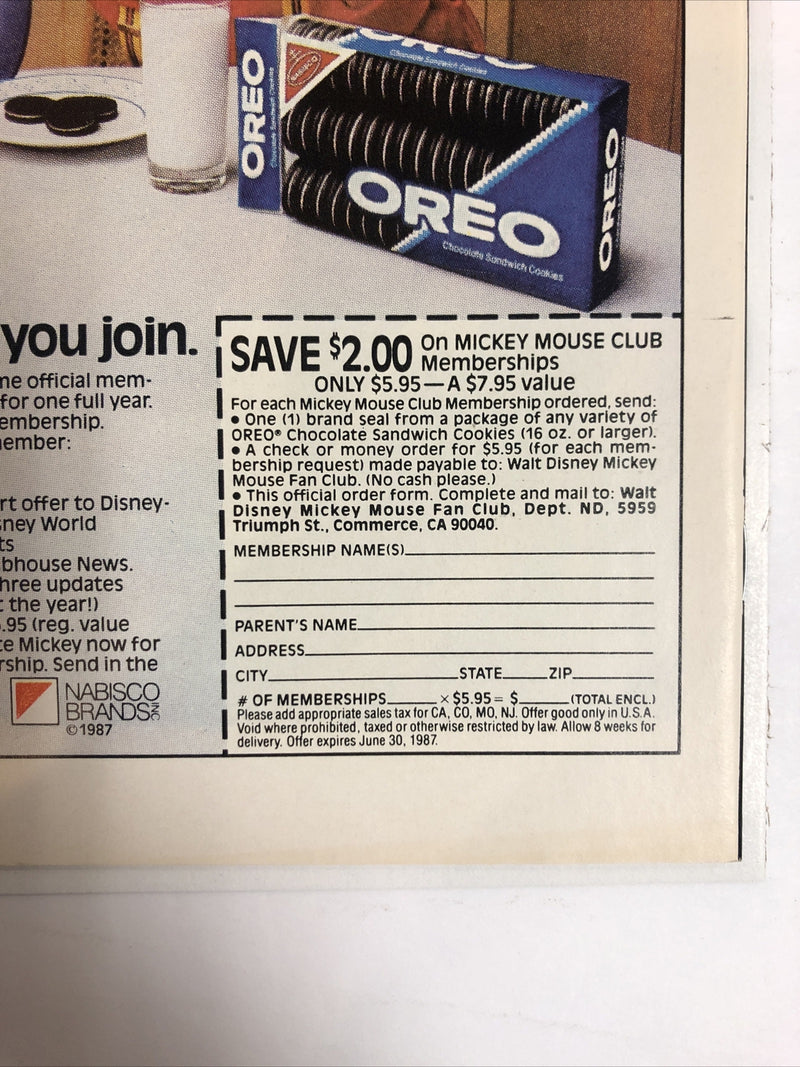 OREO
Chocolate Sandwich Cookies
NABISCO
OREO
Chocolate Sandwich Cookies
OREO
Chocolate Sandwich Cookies
OREO
you join.
me official mem-
for one full year.
embership.
ember:
rt offer to Disney-
sney World
ts
bhouse News.
hree updates
t the year!)
.95 (reg. value
te Mickey now for
rship. Send in the
NABISCO
BRANDS INC
©1987
SAVE $2.00 On MICKEY MOUSE CLUB
Memberships
ONLY $5.95—A $7.95 value
For each Mickey Mouse Club Membership ordered, send:
• One (1) brand seal from a package of any variety of
OREO® Chocolate Sandwich Cookies (16 oz. or larger).
• A check or money order for $5.95 (for each mem-
bership request) made payable to: Walt Disney Mickey
Mouse Fan Club. (No cash please.)
• This official order form. Complete and mail to: Walt
Disney Mickey Mouse Fan Club, Dept. ND, 5959
Triumph St., Commerce, CA 90040.
MEMBERSHIP NAME(S)
PARENT'S NAME
ADDRESS
CITY STATE ZIP
# OF MEMBERSHIPS x $5.95 = $ (TOTAL ENCL.)
Please add appropriate sales tax for CA, CO, MO, NJ. Offer good only in U.S.A.
Void where prohibited, taxed or otherwise restricted by law. Allow 8 weeks for
delivery. Offer expires June 30, 1987.